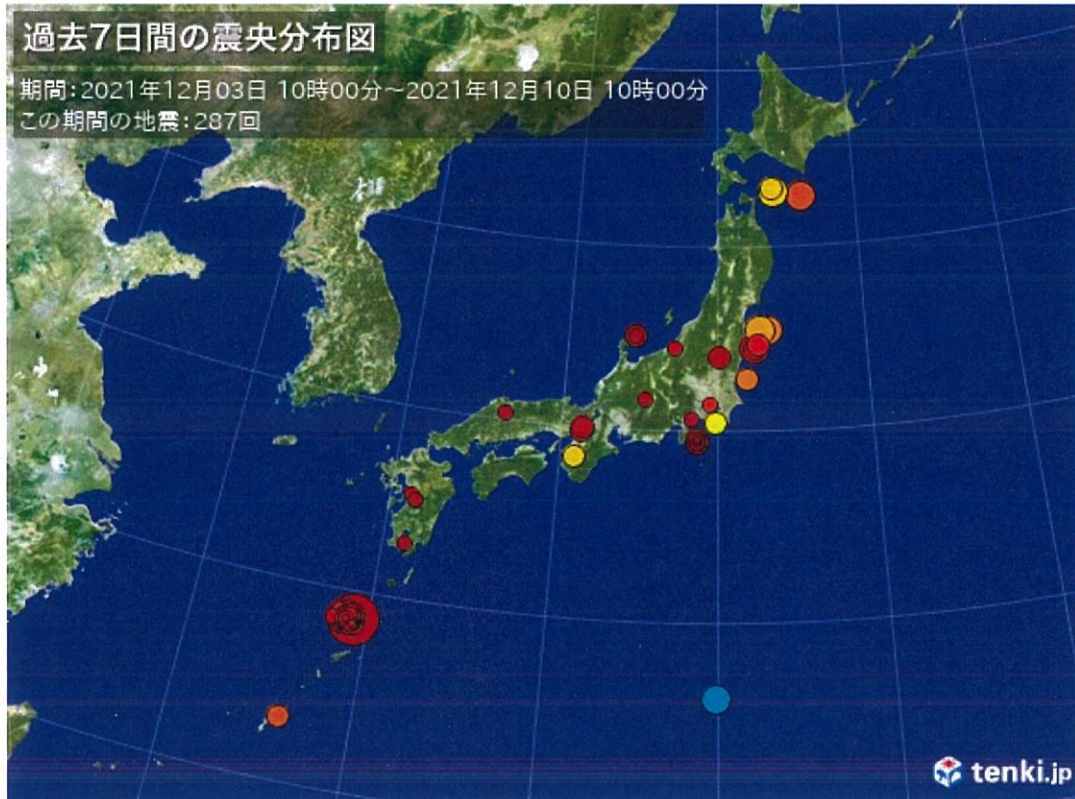 過去7日間の震央分布図
期間:2021年12月03日 10時00分～2021年12月10日 10時00分
この期間の地震:287回
tenki.jp